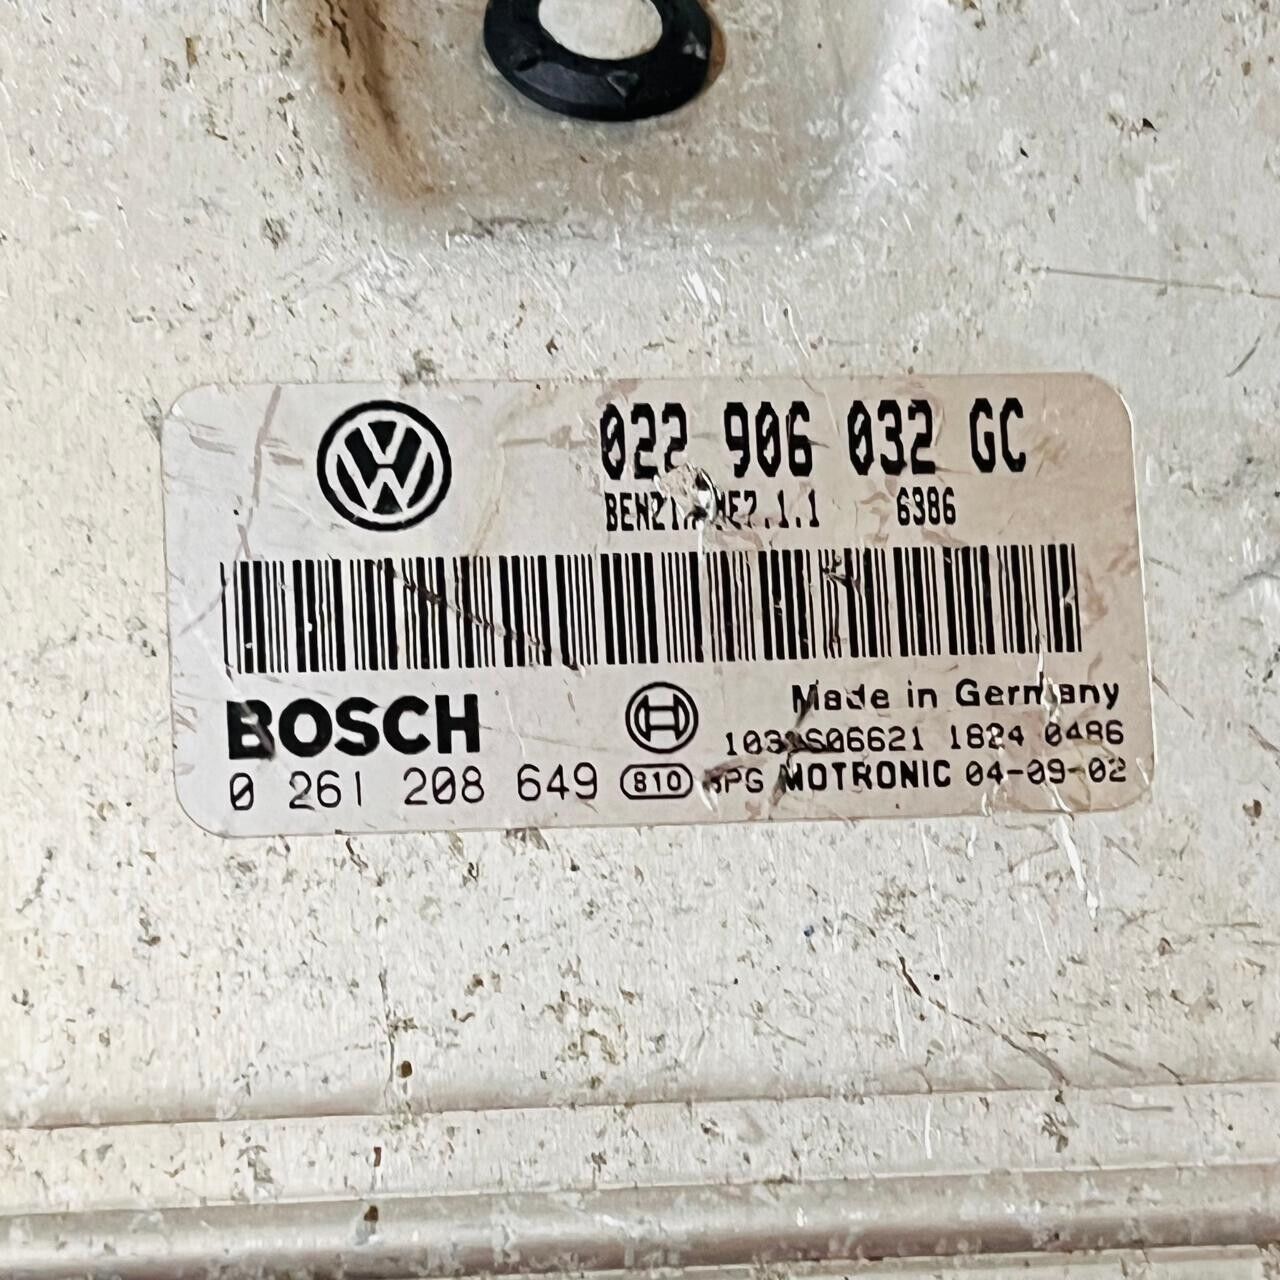 022 906 032 GC
ME7.1.1 6386
BOSCH
Made in Germany
1824 0486
0 261 208 649 810 MOTRONIC 04-09-02